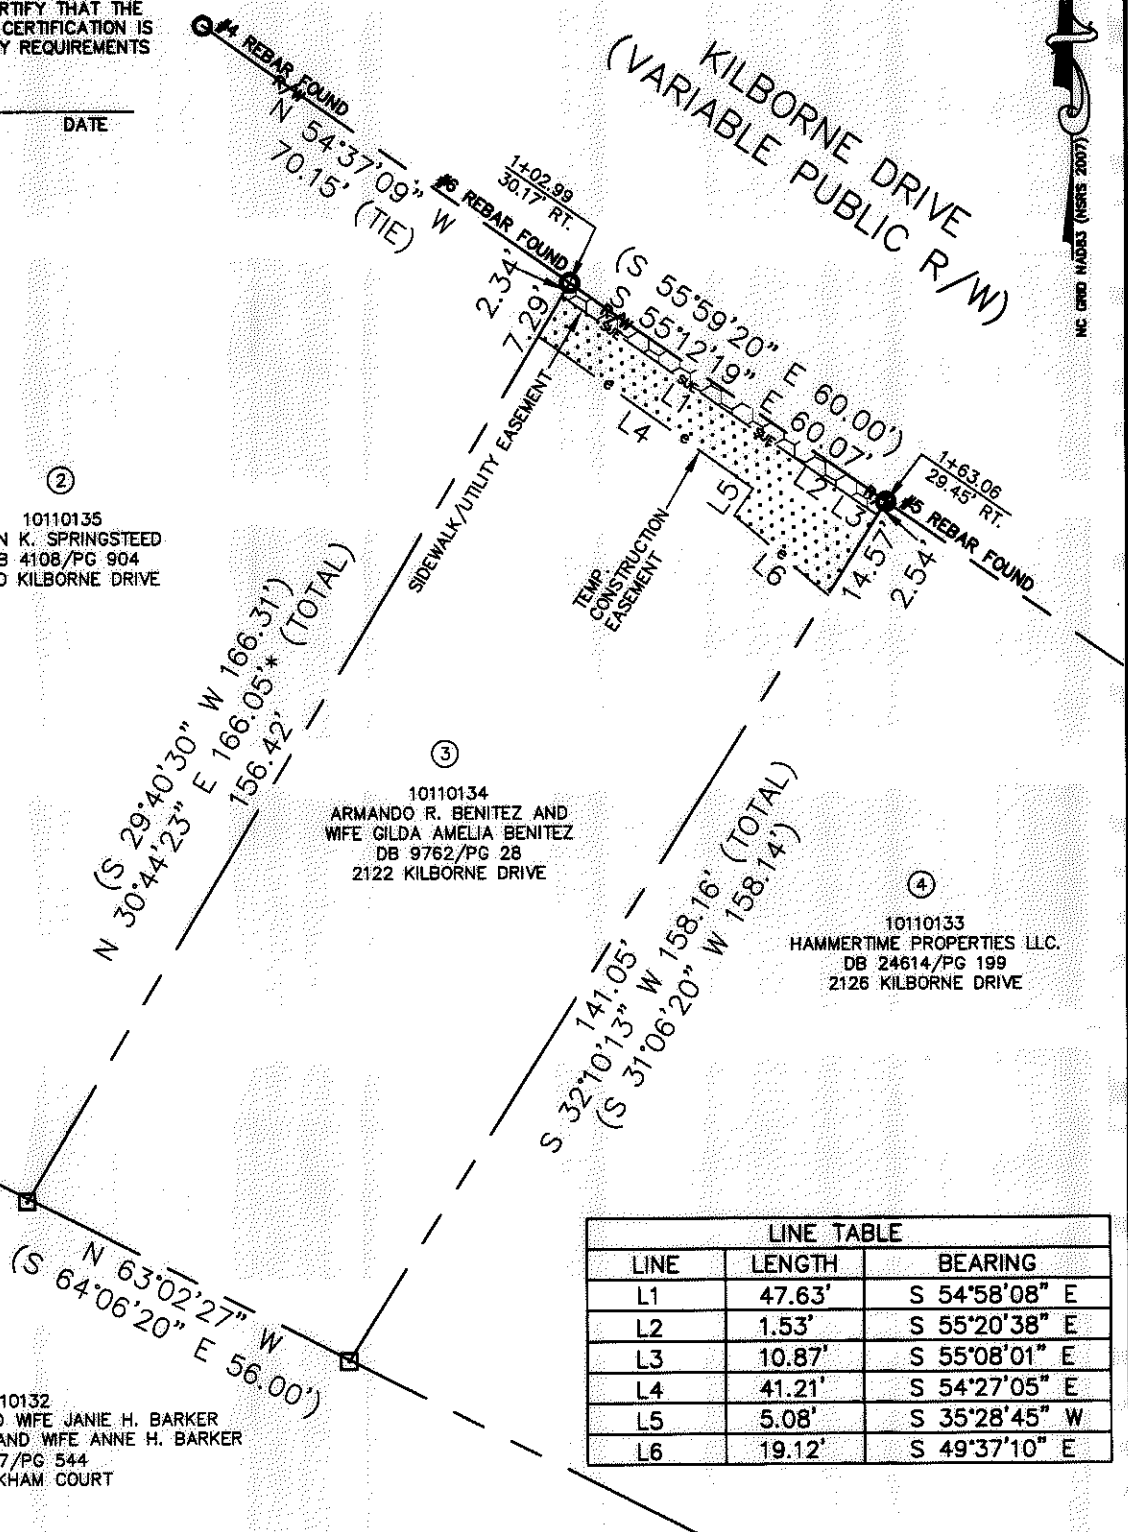 RTIFY THAT THE
CERTIFICATION IS
Y REQUIREMENTS
DATE
#4 REBAR FOUND
R/W
N 54°37'09" W
70.15' (TIE)
#6 REBAR FOUND
1+02.99
30.17' RT.
KILBORNE DRIVE
(VARIABLE PUBLIC R/W)
NC GRID NAD83 (NSRS 2007)
2.34'
7.29'
(S 55°59'20" E 60.00')
S 55°12'19" E 60.07'
R/W
SUE
SUE
SUE
e
L1
L4
e
L5
L2
L3
e
L6
1+63.06
29.45' RT.
#5 REBAR FOUND
14.57'
2.54'
SIDEWALK/UTILITY EASEMENT
TEMP.
CONSTRUCTION
EASEMENT
2
10110135
N K. SPRINGSTEED
B 4108/PG 904
0 KILBORNE DRIVE
(S 29°40'30" W 166.31')
N 30°44'23" E 166.05'* (TOTAL)
156.42'
3
10110134
ARMANDO R. BENITEZ AND
WIFE GILDA AMELIA BENITEZ
DB 9762/PG 28
2122 KILBORNE DRIVE
141.05'
S 32°10'13" W 158.16' (TOTAL)
(S 31°06'20" W 158.14')
4
10110133
HAMMERTIME PROPERTIES LLC.
DB 24614/PG 199
2126 KILBORNE DRIVE
N 63°02'27" W
(S 64°06'20" E 56.00')
10132
WIFE JANIE H. BARKER
AND WIFE ANNE H. BARKER
7/PG 544
KHAM COURT
LINE TABLE
LINE LENGTH BEARING
L1 47.63' S 54°58'08" E
L2 1.53' S 55°20'38" E
L3 10.87' S 55°08'01" E
L4 41.21' S 54°27'05" E
L5 5.08' S 35°28'45" W
L6 19.12' S 49°37'10" E